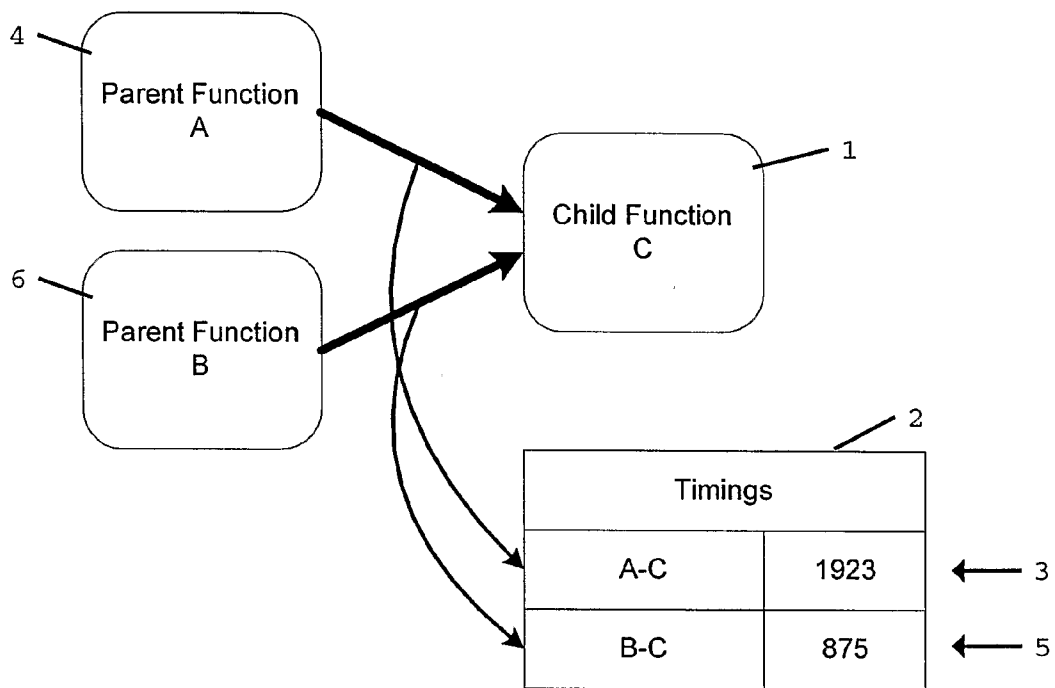 4
Parent Function
A
1
Child Function
C
6
Parent Function
B
2
Timings
A-C 1923
3
B-C 875
5